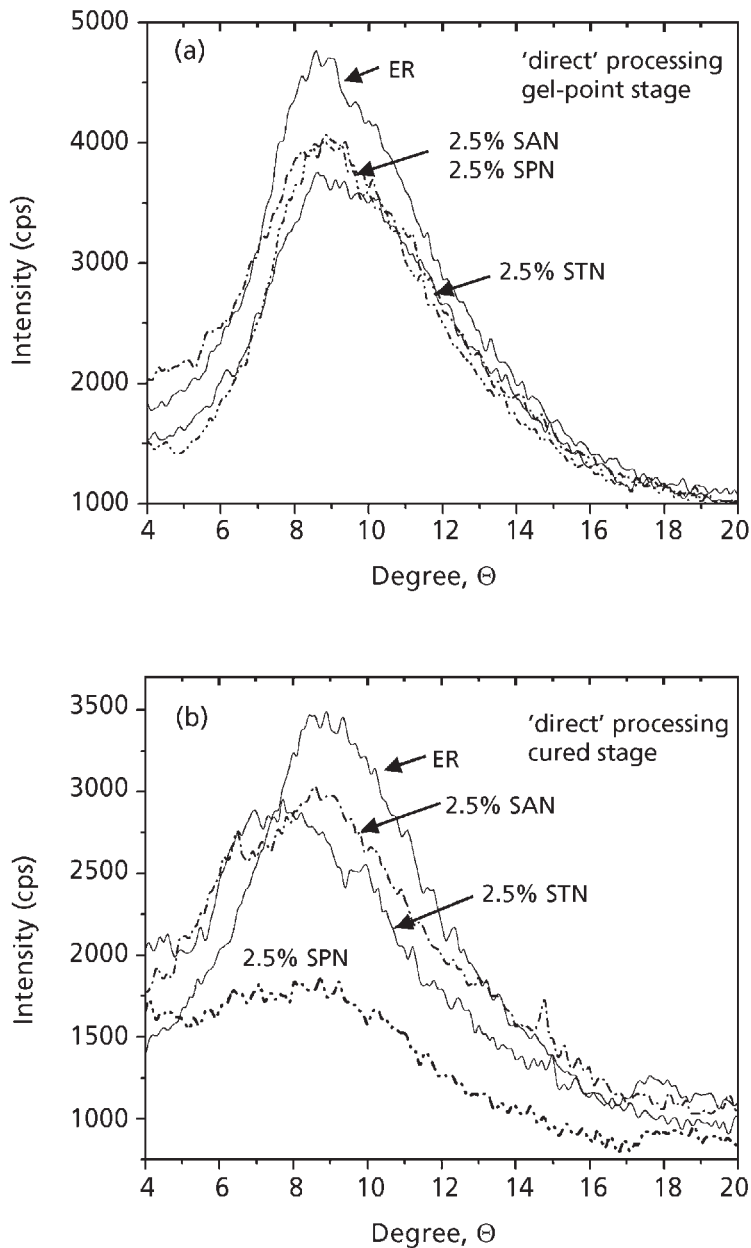 (a)
'direct' processing
gel-point stage
ER
2.5% SAN
2.5% SPN
2.5% STN
Intensity (cps)
5000
4000
3000
2000
1000
4 6 8 10 12 14 16 18 20
Degree, Θ
(b)
'direct' processing
cured stage
ER
2.5% SAN
2.5% STN
2.5% SPN
Intensity (cps)
3500
3000
2500
2000
1500
1000
4 6 8 10 12 14 16 18 20
Degree, Θ